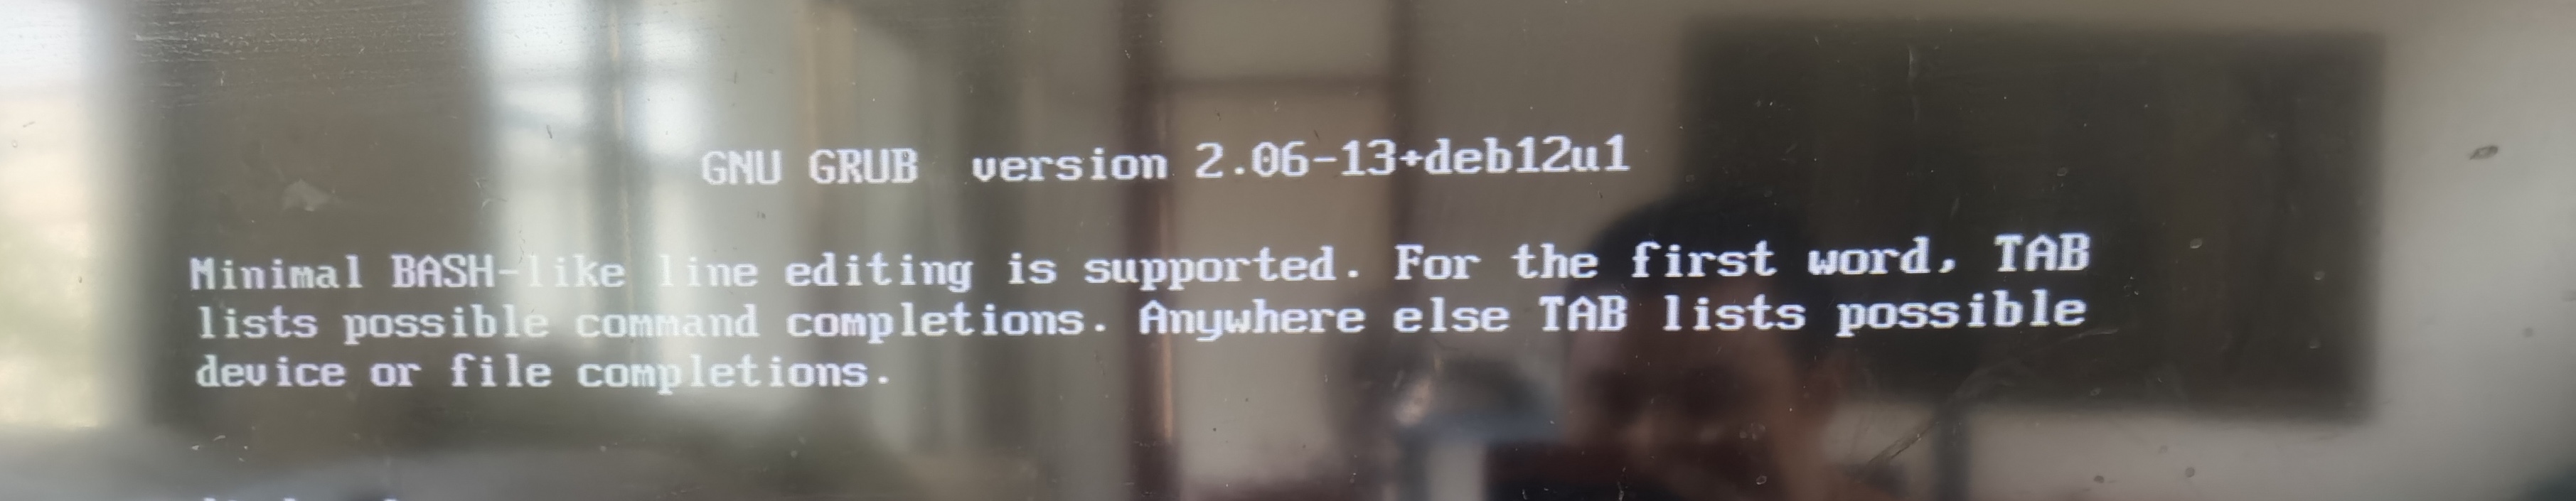 GNU GRUB  version 2.06-13+deb12u1
Minimal BASH-like line editing is supported. For the first word, TAB
lists possible command completions. Anywhere else TAB lists possible
device or file completions.